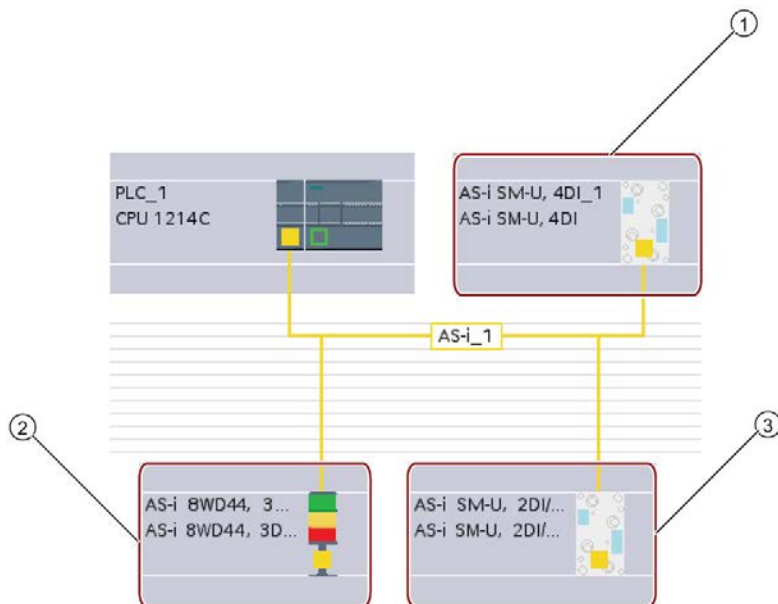 ①
PLC_1
CPU 1214C
AS-i SM-U, 4DI_1
AS-i SM-U, 4DI
AS-i_1
②
③
AS-i 8WD44, 3...
AS-i 8WD44, 3D...
AS-i SM-U, 2DI/...
AS-i SM-U, 2DI/...